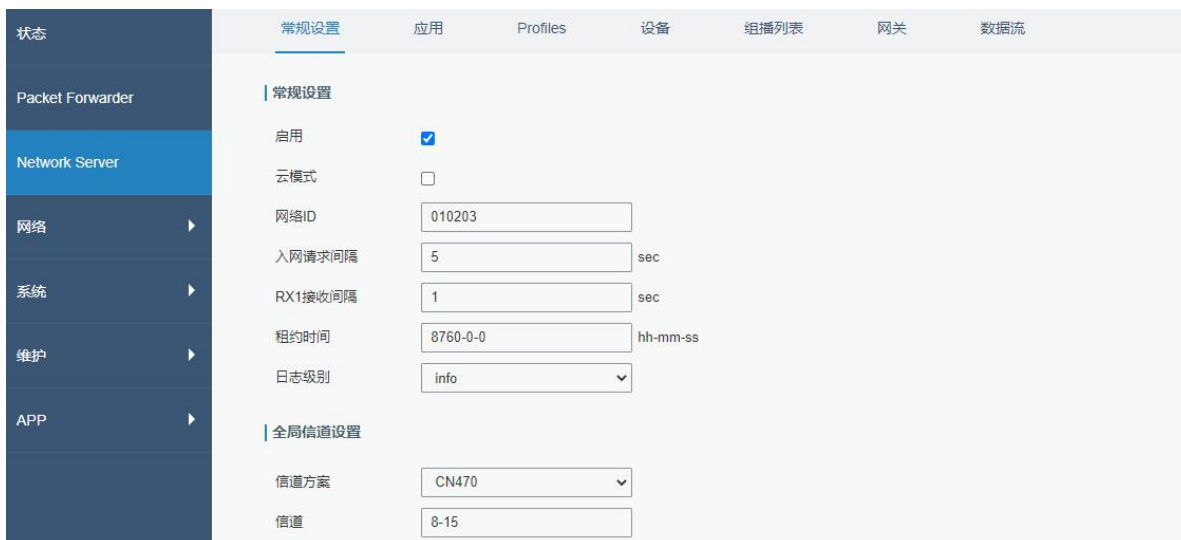 状态
Packet Forwarder
Network Server
网络
系统
维护
APP
常规设置 应用 Profiles 设备 组播列表 网关 数据流
常规设置
启用
云模式
网络ID 010203
入网请求间隔 5 sec
RX1接收间隔 1 sec
租约时间 8760-0-0 hh-mm-ss
日志级别 info
全局信道设置
信道方案 CN470
信道 8-15